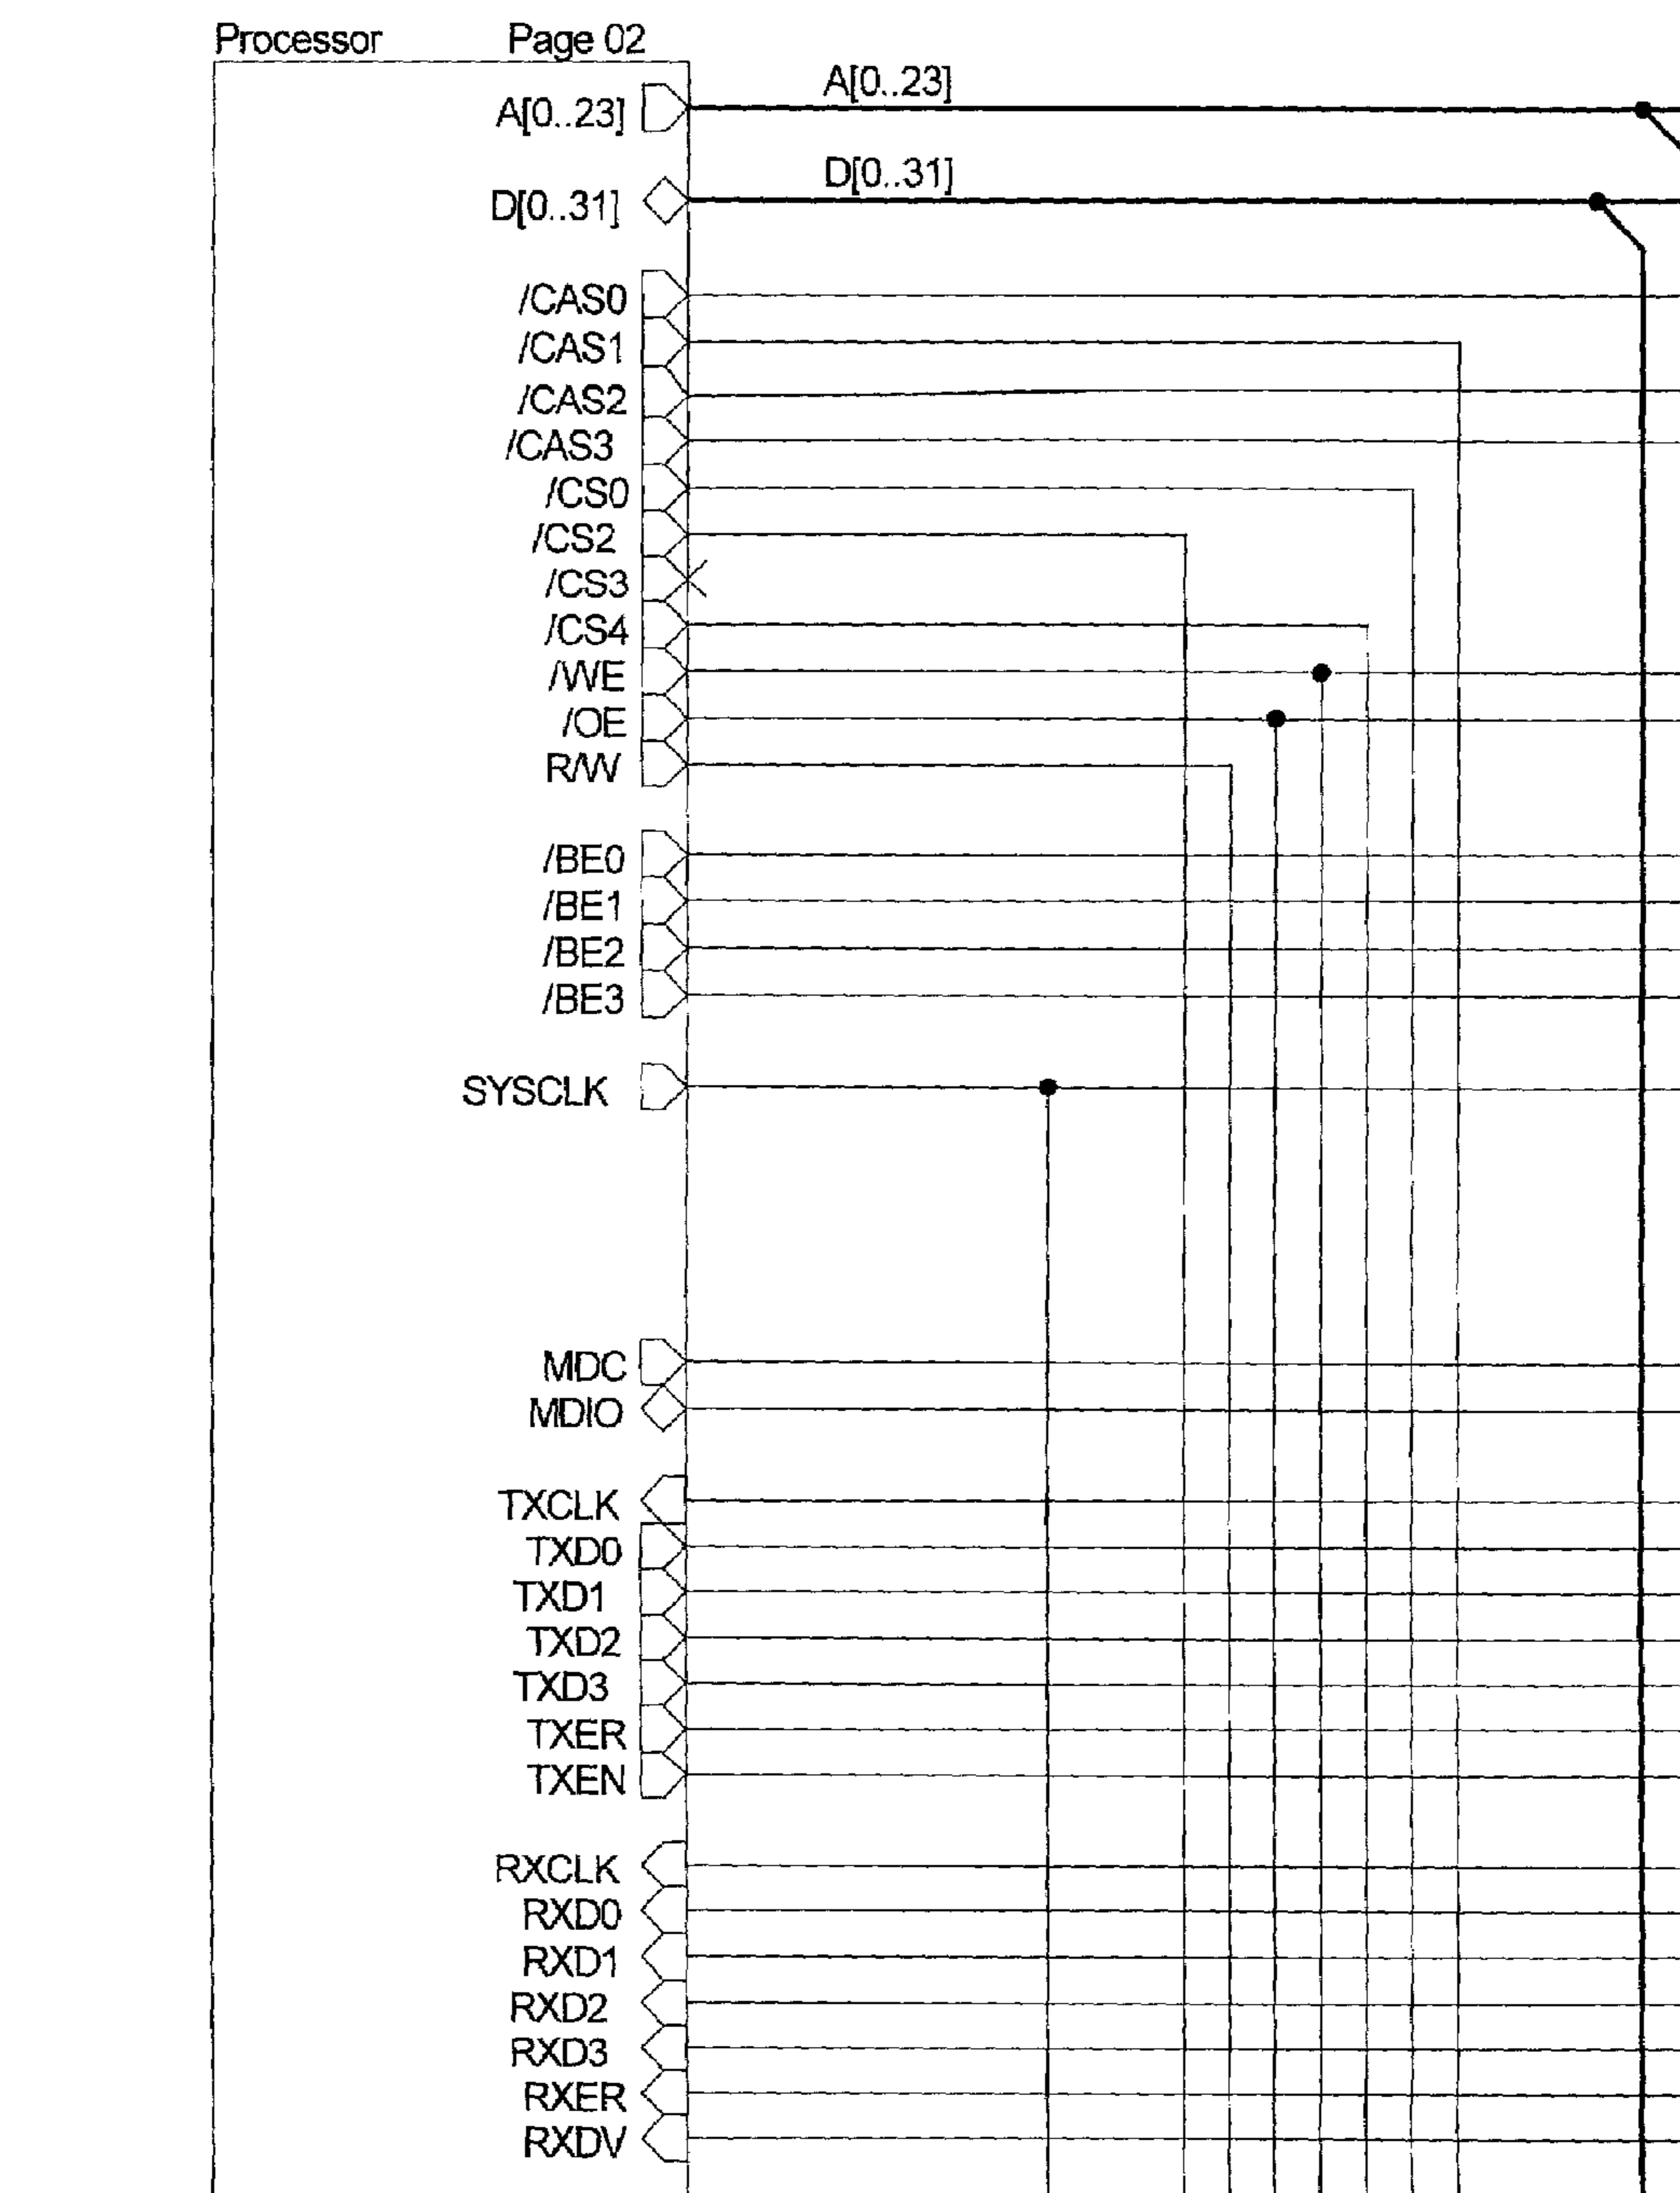 Processor Page 02
A[0..23] A[0..23]
D[0..31] D[0..31]
/CAS0
/CAS1
/CAS2
/CAS3
/CS0
/CS2
/CS3
/CS4
/WE
/OE
R/W
/BE0
/BE1
/BE2
/BE3
SYSCLK
MDC
MDIO
TXCLK
TXD0
TXD1
TXD2
TXD3
TXER
TXEN
RXCLK
RXD0
RXD1
RXD2
RXD3
RXER
RXDV